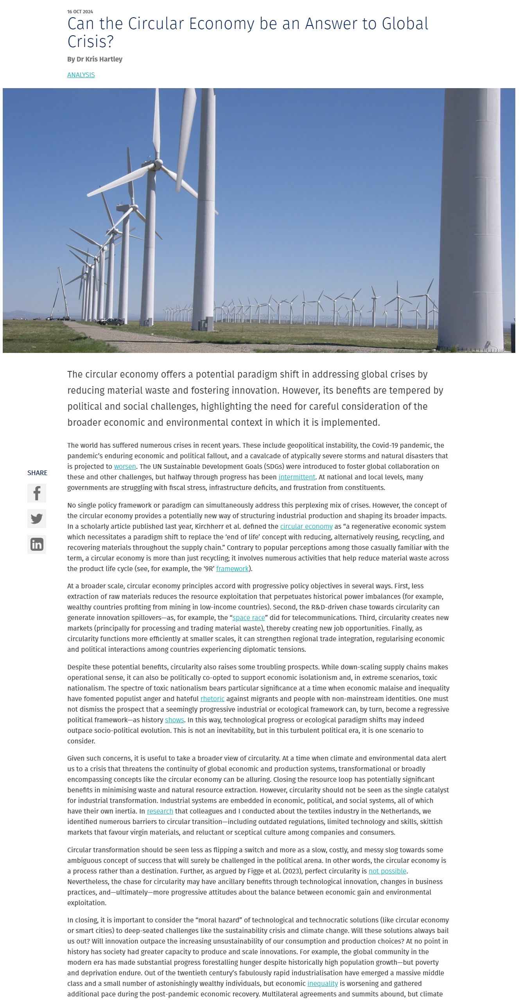 16 OCT 2024
Can the Circular Economy be an Answer to Global
Crisis?
By Dr Kris Hartley
ANALYSIS
The circular economy offers a potential paradigm shift in addressing global crises by
reducing material waste and fostering innovation. However, its benefits are tempered by
political and social challenges, highlighting the need for careful consideration of the
broader economic and environmental context in which it is implemented.
SHARE
The world has suffered numerous crises in recent years. These include geopolitical instability, the Covid-19 pandemic, the
pandemic’s enduring economic and political fallout, and a cavalcade of atypically severe storms and natural disasters that
is projected to worsen. The UN Sustainable Development Goals (SDGs) were introduced to foster global collaboration on
these and other challenges, but halfway through progress has been intermittent. At national and local levels, many
governments are struggling with fiscal stress, infrastructure deficits, and frustration from constituents.
No single policy framework or paradigm can simultaneously address this perplexing mix of crises. However, the concept of
the circular economy provides a potentially new way of structuring industrial production and shaping its broader impacts.
In a scholarly article published last year, Kirchherr et al. defined the circular economy as “a regenerative economic system
which necessitates a paradigm shift to replace the ‘end of life’ concept with reducing, alternatively reusing, recycling, and
recovering materials throughout the supply chain.” Contrary to popular perceptions among those casually familiar with the
term, a circular economy is more than just recycling; it involves numerous activities that help reduce material waste across
the product life cycle (see, for example, the ‘9R’ framework).
At a broader scale, circular economy principles accord with progressive policy objectives in several ways. First, less
extraction of raw materials reduces the resource exploitation that perpetuates historical power imbalances (for example,
wealthy countries profiting from mining in low-income countries). Second, the R&D-driven chase towards circularity can
generate innovation spillovers—as, for example, the “space race” did for telecommunications. Third, circularity creates new
markets (principally for processing and trading material waste), thereby creating new job opportunities. Finally, as
circularity functions more efficiently at smaller scales, it can strengthen regional trade integration, regularising economic
and political interactions among countries experiencing diplomatic tensions.
Despite these potential benefits, circularity also raises some troubling prospects. While down-scaling supply chains makes
operational sense, it can also be politically co-opted to support economic isolationism and, in extreme scenarios, toxic
nationalism. The spectre of toxic nationalism bears particular significance at a time when economic malaise and inequality
have fomented populist anger and hateful rhetoric against migrants and people with non-mainstream identities. One must
not dismiss the prospect that a seemingly progressive industrial or ecological framework can, by turn, become a regressive
political framework—as history shows. In this way, technological progress or ecological paradigm shifts may indeed
outpace socio-political evolution. This is not an inevitability, but in this turbulent political era, it is one scenario to
consider.
Given such concerns, it is useful to take a broader view of circularity. At a time when climate and environmental data alert
us to a crisis that threatens the continuity of global economic and production systems, transformational or broadly
encompassing concepts like the circular economy can be alluring. Closing the resource loop has potentially significant
benefits in minimising waste and natural resource extraction. However, circularity should not be seen as the single catalyst
for industrial transformation. Industrial systems are embedded in economic, political, and social systems, all of which
have their own inertia. In research that colleagues and I conducted about the textiles industry in the Netherlands, we
identified numerous barriers to circular transition—including outdated regulations, limited technology and skills, skittish
markets that favour virgin materials, and reluctant or sceptical culture among companies and consumers.
Circular transformation should be seen less as flipping a switch and more as a slow, costly, and messy slog towards some
ambiguous concept of success that will surely be challenged in the political arena. In other words, the circular economy is
a process rather than a destination. Further, as argued by Figge et al. (2023), perfect circularity is not possible.
Nevertheless, the chase for circularity may have ancillary benefits through technological innovation, changes in business
practices, and—ultimately—more progressive attitudes about the balance between economic gain and environmental
exploitation.
In closing, it is important to consider the “moral hazard” of technological and technocratic solutions (like circular economy
or smart cities) to deep-seated challenges like the sustainability crisis and climate change. Will these solutions always bail
us out? Will innovation outpace the increasing unsustainability of our consumption and production choices? At no point in
history has society had greater capacity to produce and scale innovations. For example, the global community in the
modern era has made substantial progress forestalling hunger despite historically high population growth—but poverty
and deprivation endure. Out of the twentieth century’s fabulously rapid industrialisation have emerged a massive middle
class and a small number of astonishingly wealthy individuals, but economic inequality is worsening and gathered
additional pace during the post-pandemic economic recovery. Multilateral agreements and summits abound, but climate